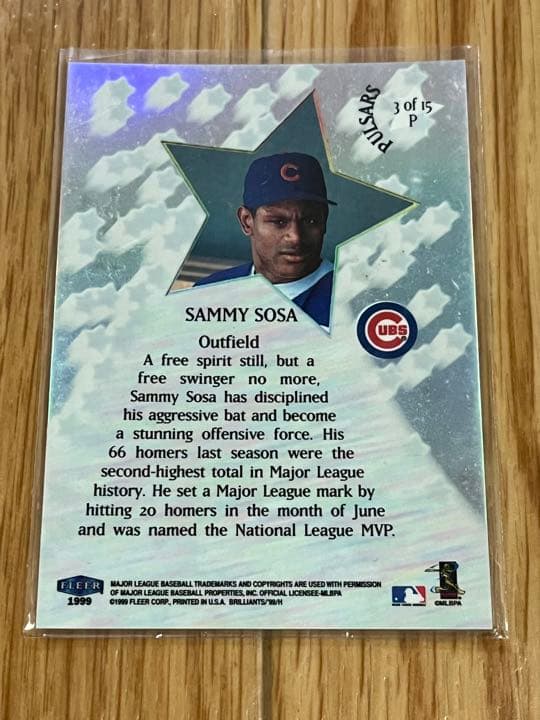 PULSARS
3 of 15
P
C
SAMMY SOSA
CUBS
Outfield
A free spirit still, but a
free swinger no more,
Sammy Sosa has disciplined
his aggressive bat and become
a stunning offensive force. His
66 homers last season were the
second-highest total in Major League
history. He set a Major League mark by
hitting 20 homers in the month of June
and was named the National League MVP.
FLEER
1999
MAJOR LEAGUE BASEBALL TRADEMARKS AND COPYRIGHTS ARE USED WITH PERMISSION
OF MAJOR LEAGUE BASEBALL PROPERTIES, INC. OFFICIAL LICENSEE-MLBPA
©1999 FLEER CORP., PRINTED IN U.S.A. BRILLIANTS/'99/H
©MLBPA